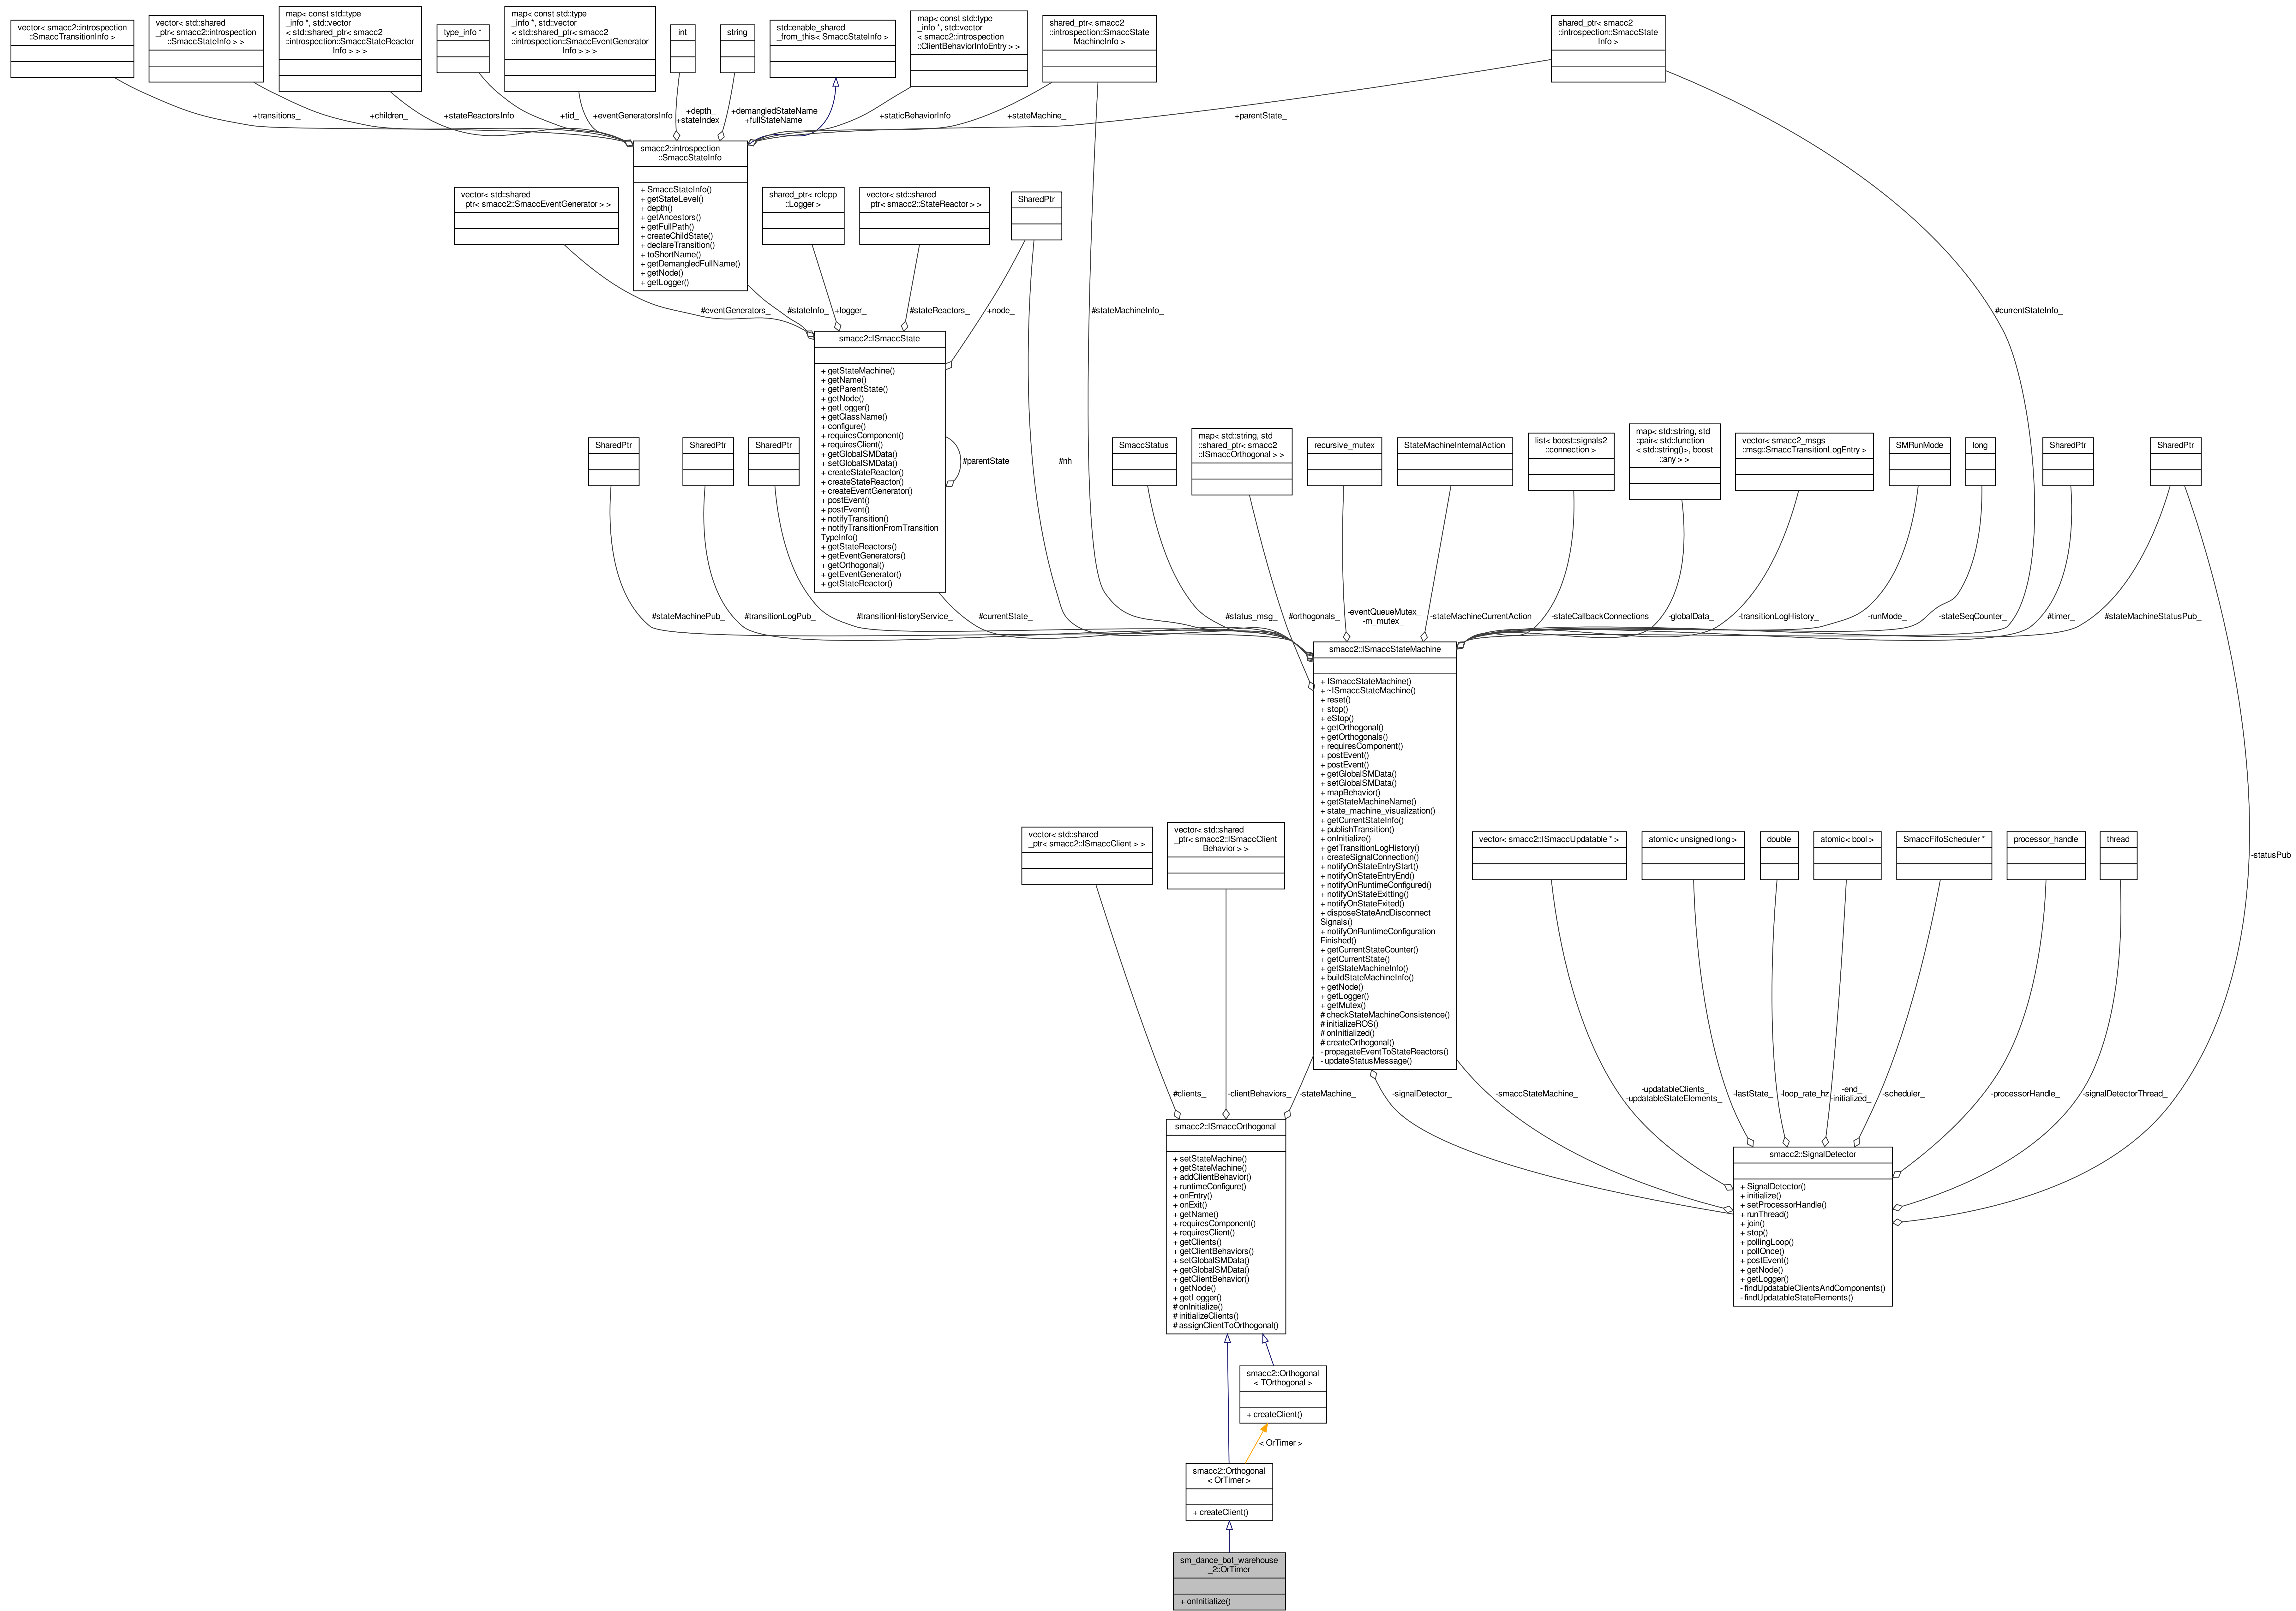 vector< smacc2::introspection
::SmaccTransitionInfo >
vector< std::shared
_ptr< smacc2::introspection
::SmaccStateInfo > >
map< const std::type
_info *, std::vector
< std::shared_ptr< smacc2
::introspection::SmaccStateReactor
Info > > >
type_info *
map< const std::type
_info *, std::vector
< std::shared_ptr< smacc2
::introspection::SmaccEventGenerator
Info > > >
int
string
std::enable_shared
_from_this< SmaccStateInfo >
map< const std::type
_info *, std::vector
< smacc2::introspection
::ClientBehaviorInfoEntry > >
shared_ptr< smacc2
::introspection::SmaccState
MachineInfo >
shared_ptr< smacc2
::introspection::SmaccState
Info >
+transitions_
+children_
+stateReactorsInfo
+tid_
+eventGeneratorsInfo
+depth_
+stateIndex_
+demangledStateName
+fullStateName
+staticBehaviorInfo
+stateMachine_
+parentState_
smacc2::introspection
::SmaccStateInfo
+ SmaccStateInfo()
+ getStateLevel()
+ depth()
+ getAncestors()
+ getFullPath()
+ createChildState()
+ declareTransition()
+ toShortName()
+ getDemangledFullName()
+ getNode()
+ getLogger()
vector< std::shared
_ptr< smacc2::SmaccEventGenerator > >
shared_ptr< rclcpp
::Logger >
vector< std::shared
_ptr< smacc2::StateReactor > >
SharedPtr
#eventGenerators_
#stateInfo_
+logger_
#stateReactors_
+node_
#stateMachineInfo_
#currentStateInfo_
smacc2::ISmaccState
+ getStateMachine()
+ getName()
+ getParentState()
+ getNode()
+ getLogger()
+ getClassName()
+ configure()
+ requiresComponent()
+ requiresClient()
+ getGlobalSMData()
+ setGlobalSMData()
+ createStateReactor()
+ createStateReactor()
+ createEventGenerator()
+ postEvent()
+ postEvent()
+ notifyTransition()
+ notifyTransitionFromTransition
TypeInfo()
+ getStateReactors()
+ getEventGenerators()
+ getOrthogonal()
+ getEventGenerator()
+ getStateReactor()
#parentState_
#nh_
SharedPtr
SharedPtr
SharedPtr
SmaccStatus
map< std::string, std
::shared_ptr< smacc2
::ISmaccOrthogonal > >
recursive_mutex
StateMachineInternalAction
list< boost::signals2
::connection >
map< std::string, std
::pair< std::function
< std::string()>, boost
::any > >
vector< smacc2_msgs
::msg::SmaccTransitionLogEntry >
SMRunMode
long
SharedPtr
SharedPtr
#stateMachinePub_
#transitionLogPub_
#transitionHistoryService_
#currentState_
#status_msg_
#orthogonals_
-eventQueueMutex_
-m_mutex_
-stateMachineCurrentAction
-stateCallbackConnections
-globalData_
-transitionLogHistory_
-runMode_
-stateSeqCounter_
#timer_
#stateMachineStatusPub_
smacc2::ISmaccStateMachine
+ ISmaccStateMachine()
+ ~ISmaccStateMachine()
+ reset()
+ stop()
+ eStop()
+ getOrthogonal()
+ getOrthogonals()
+ requiresComponent()
+ postEvent()
+ postEvent()
+ getGlobalSMData()
+ setGlobalSMData()
+ mapBehavior()
+ getStateMachineName()
+ state_machine_visualization()
+ getCurrentStateInfo()
+ publishTransition()
+ onInitialize()
+ getTransitionLogHistory()
+ createSignalConnection()
+ notifyOnStateEntryStart()
+ notifyOnStateEntryEnd()
+ notifyOnRuntimeConfigured()
+ notifyOnStateExitting()
+ notifyOnStateExited()
+ disposeStateAndDisconnect
Signals()
+ notifyOnRuntimeConfiguration
Finished()
+ getCurrentStateCounter()
+ getCurrentState()
+ getStateMachineInfo()
+ buildStateMachineInfo()
+ getNode()
+ getLogger()
+ getMutex()
# checkStateMachineConsistence()
# initializeROS()
# onInitialized()
# createOrthogonal()
- propagateEventToStateReactors()
- updateStatusMessage()
vector< std::shared
_ptr< smacc2::ISmaccClient > >
vector< std::shared
_ptr< smacc2::ISmaccClient
Behavior > >
vector< smacc2::ISmaccUpdatable * >
atomic< unsigned long >
double
atomic< bool >
SmaccFifoScheduler *
processor_handle
thread
-statusPub_
#clients_
-clientBehaviors_
-stateMachine_
-signalDetector_
-smaccStateMachine_
-updatableClients_
-updatableStateElements_
-lastState_
-loop_rate_hz
-end_
-initialized_
-scheduler_
-processorHandle_
-signalDetectorThread_
smacc2::ISmaccOrthogonal
+ setStateMachine()
+ getStateMachine()
+ addClientBehavior()
+ runtimeConfigure()
+ onEntry()
+ onExit()
+ getName()
+ requiresComponent()
+ requiresClient()
+ getClients()
+ getClientBehaviors()
+ setGlobalSMData()
+ getGlobalSMData()
+ getClientBehavior()
+ getNode()
+ getLogger()
# onInitialize()
# initializeClients()
# assignClientToOrthogonal()
smacc2::SignalDetector
+ SignalDetector()
+ initialize()
+ setProcessorHandle()
+ runThread()
+ join()
+ stop()
+ pollingLoop()
+ pollOnce()
+ postEvent()
+ getNode()
+ getLogger()
- findUpdatableClientsAndComponents()
- findUpdatableStateElements()
smacc2::Orthogonal
< TOrthogonal >
+ createClient()
< OrTimer >
smacc2::Orthogonal
< OrTimer >
+ createClient()
sm_dance_bot_warehouse
_2::OrTimer
+ onInitialize()